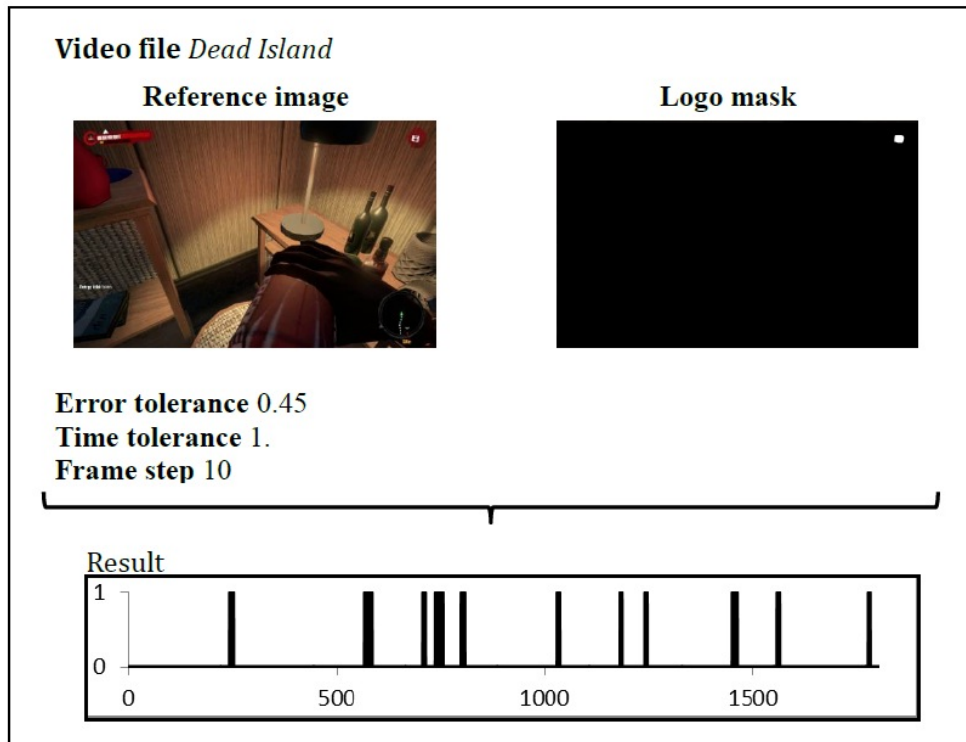 Video file Dead Island
Reference image
Logo mask
Error tolerance 0.45
Time tolerance 1.
Frame step 10
Result
1
0
0 500 1000 1500